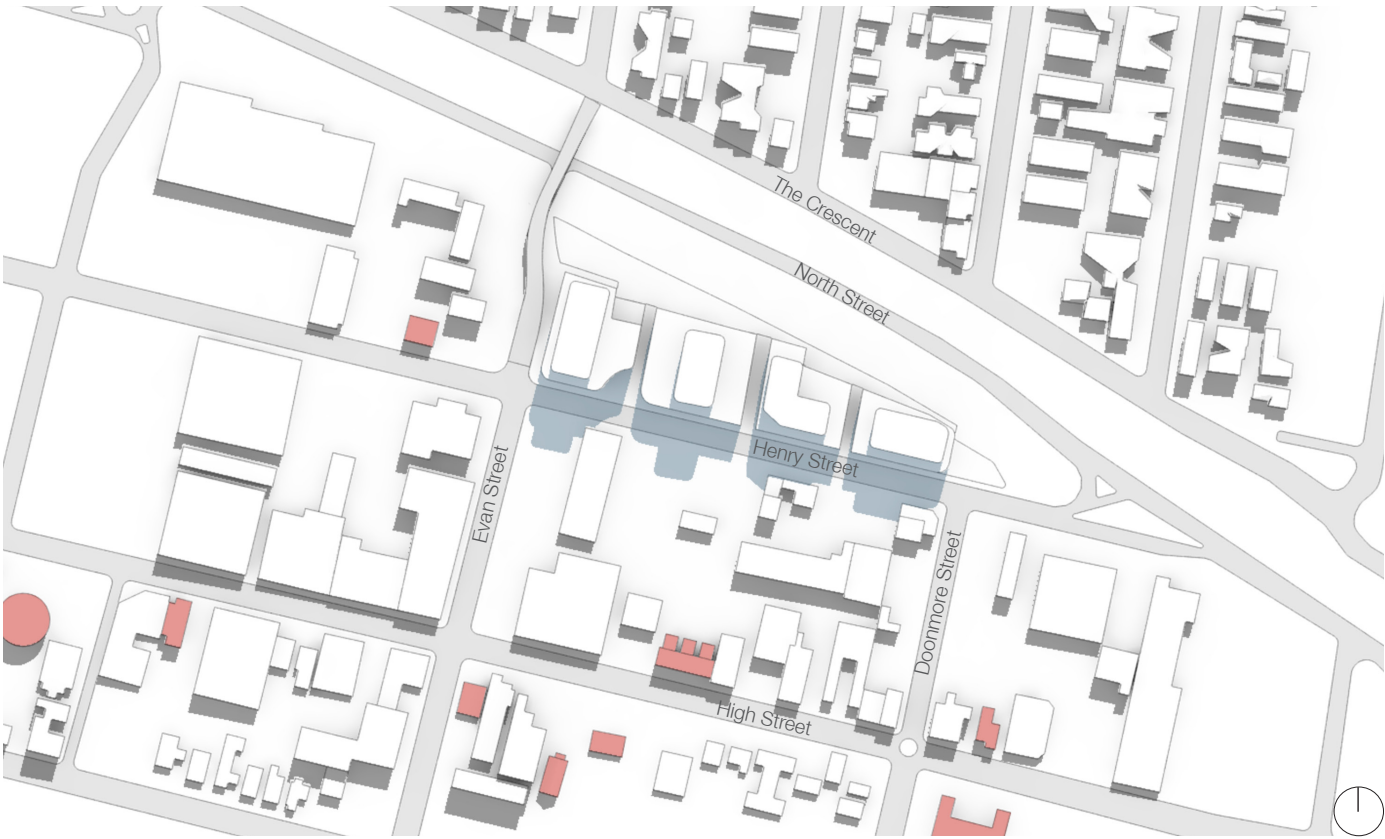 The Crescent
North Street
Henry Street
Evan Street
Doonmore Street
High Street